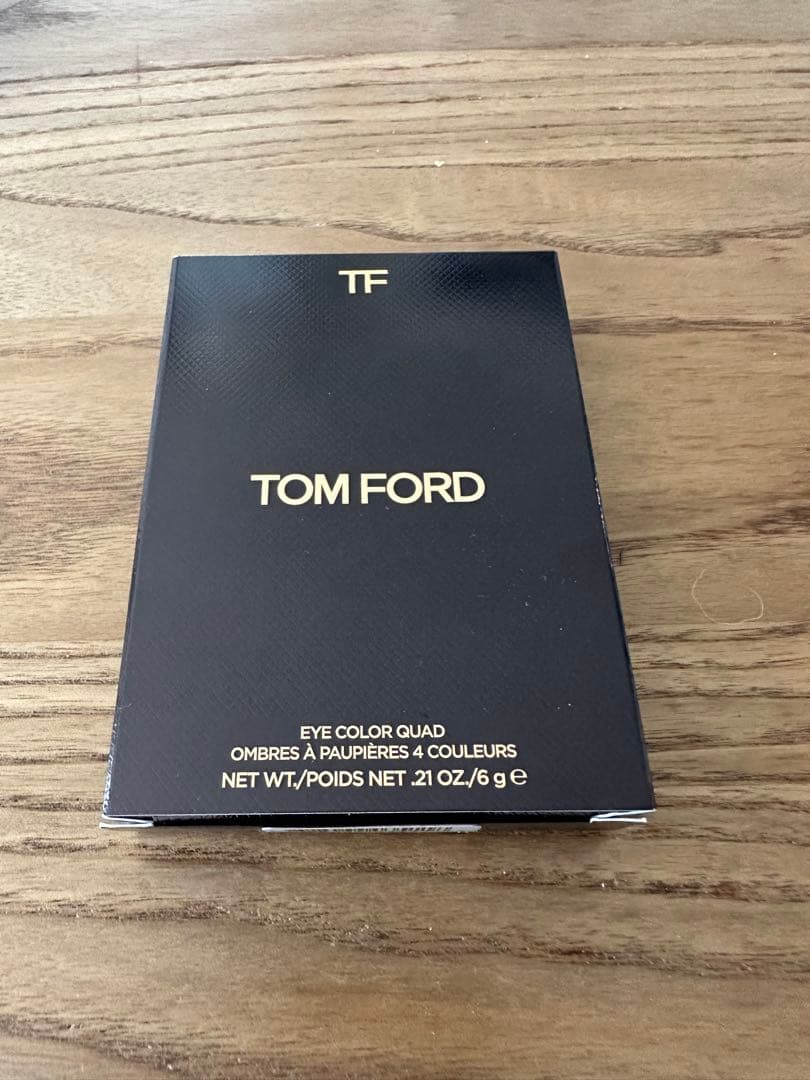 TF
TOM FORD
EYE COLOR QUAD
OMBRES À PAUPIÈRES 4 COULEURS
NET WT./POIDS NET .21 OZ./6 g ℮